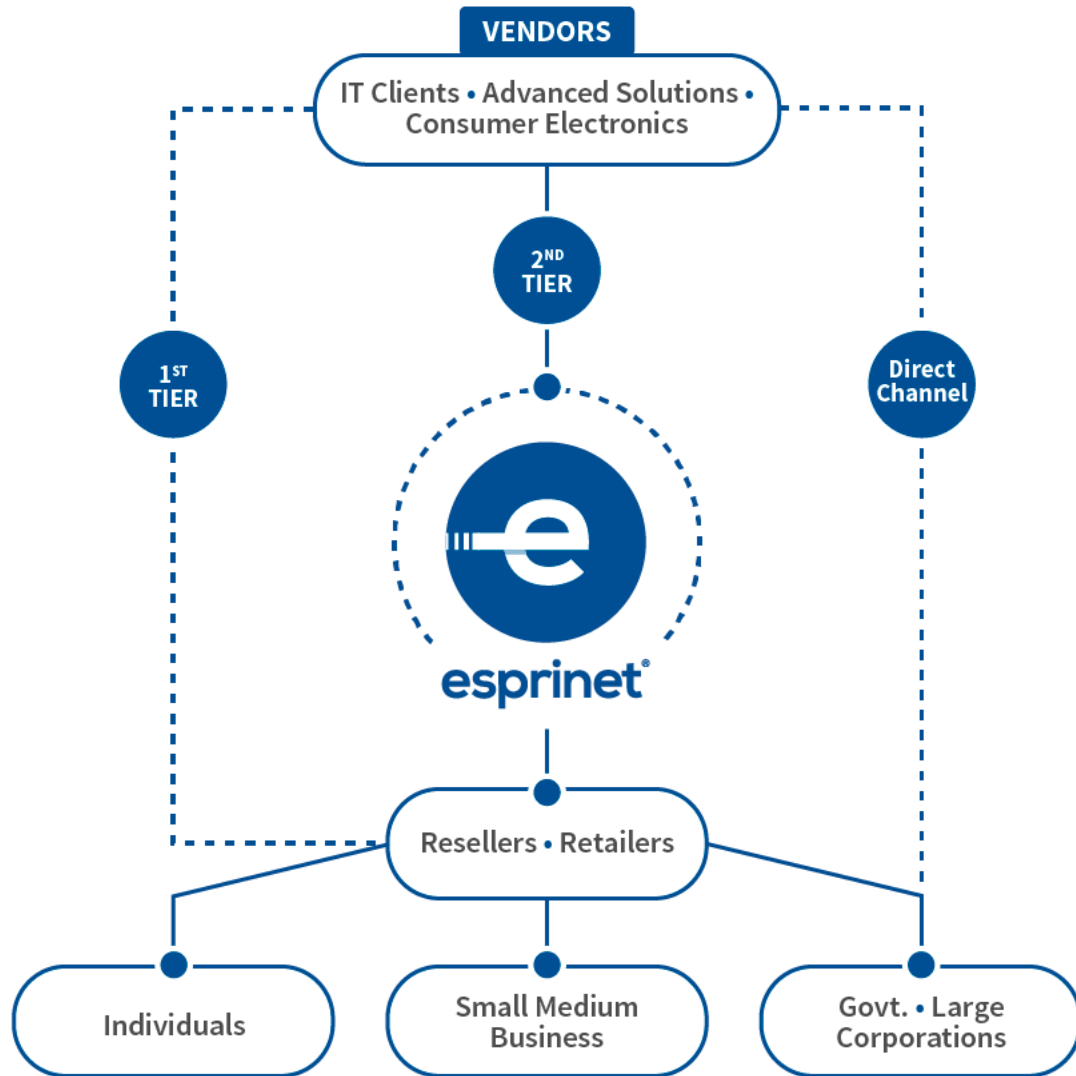 VENDORS
IT Clients • Advanced Solutions •
Consumer Electronics
2ND
TIER
1ST
TIER
Direct
Channel
e
esprinet®
Resellers • Retailers
Individuals
Small Medium
Business
Govt. • Large
Corporations